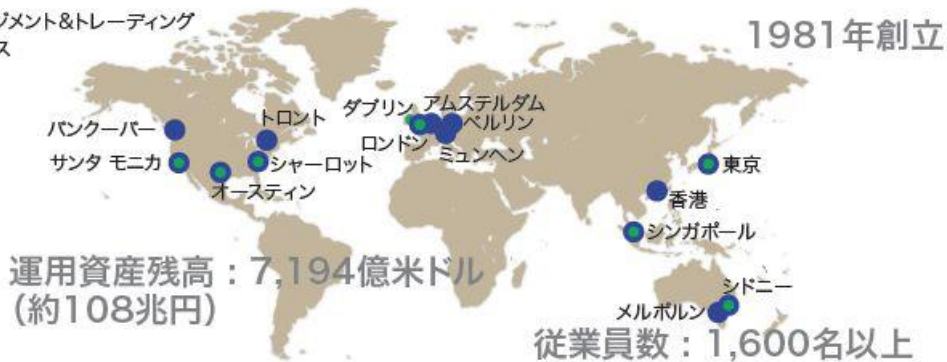 ジメント&トレーディング
ス
1981年創立
ダブリン
アムステルダム
トロント
バンクーバー
ベルリン
ロンドン
ミュンヘン
サンタ モニカ
シャーロット
東京
オースティン
香港
シンガポール
運用資産残高：7,194億米ドル
(約108兆円)
シドニー
メルボルン
従業員数：1,600名以上